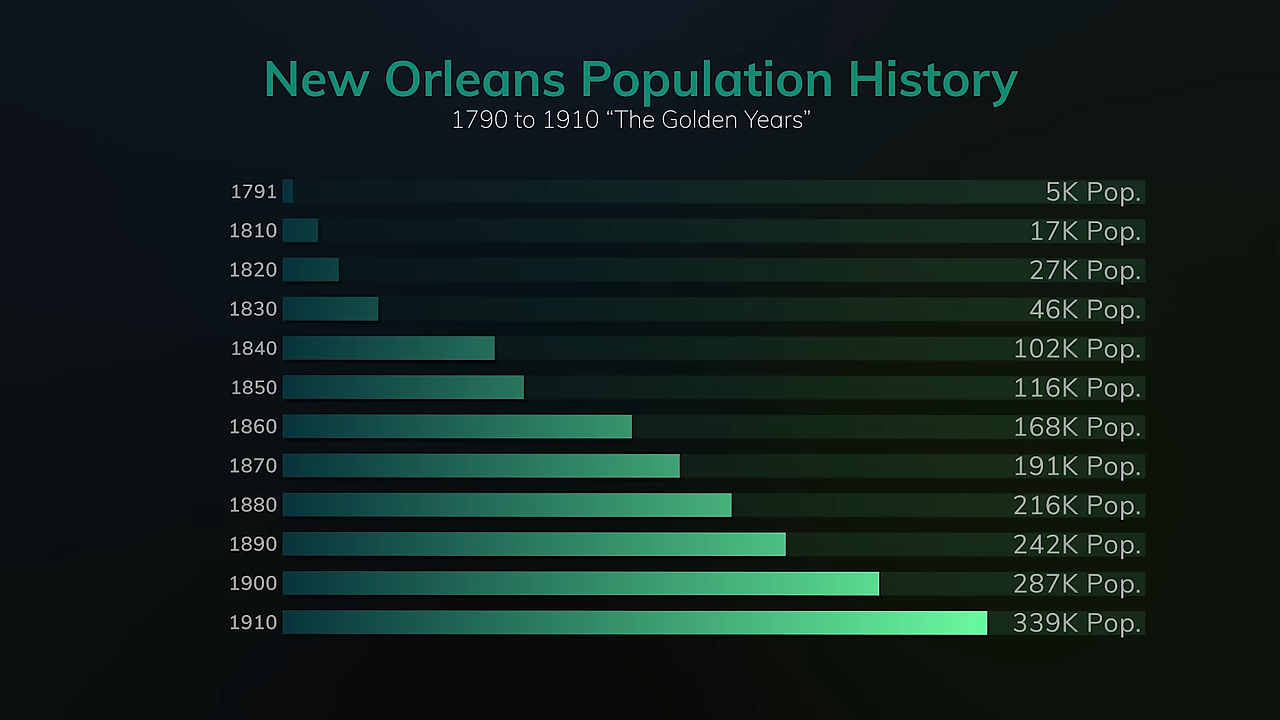 New Orleans Population History
1790 to 1910 “The Golden Years”
1791 5K Pop.
1810 17K Pop.
1820 27K Pop.
1830 46K Pop.
1840 102K Pop.
1850 116K Pop.
1860 168K Pop.
1870 191K Pop.
1880 216K Pop.
1890 242K Pop.
1900 287K Pop.
1910 339K Pop.